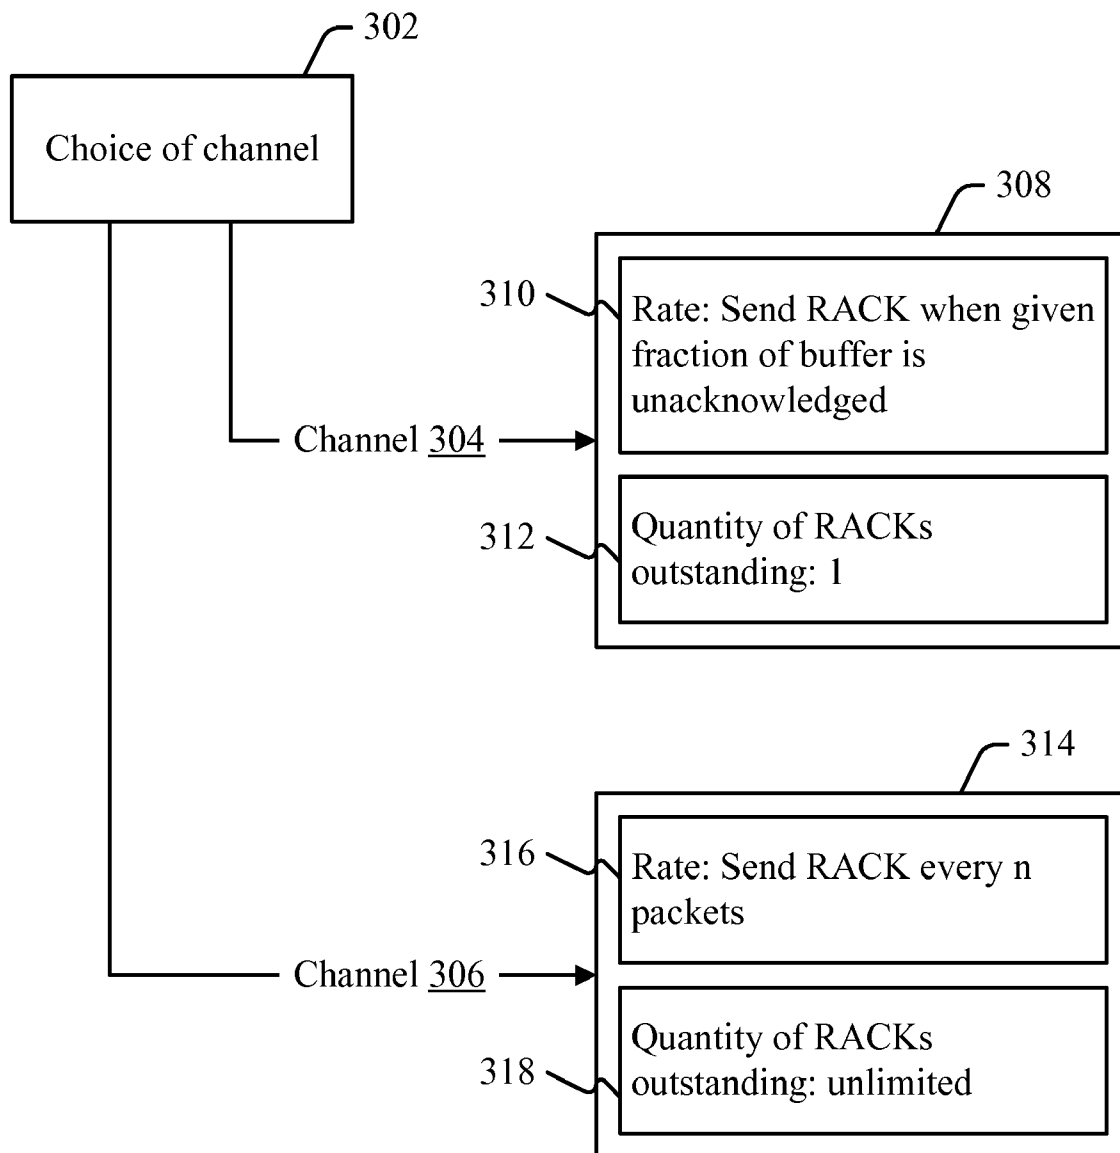 302
Choice of channel
308
310
Rate: Send RACK when given
fraction of buffer is
unacknowledged
Channel 304
312
Quantity of RACKs
outstanding: 1
314
316
Rate: Send RACK every n
packets
Channel 306
318
Quantity of RACKs
outstanding: unlimited